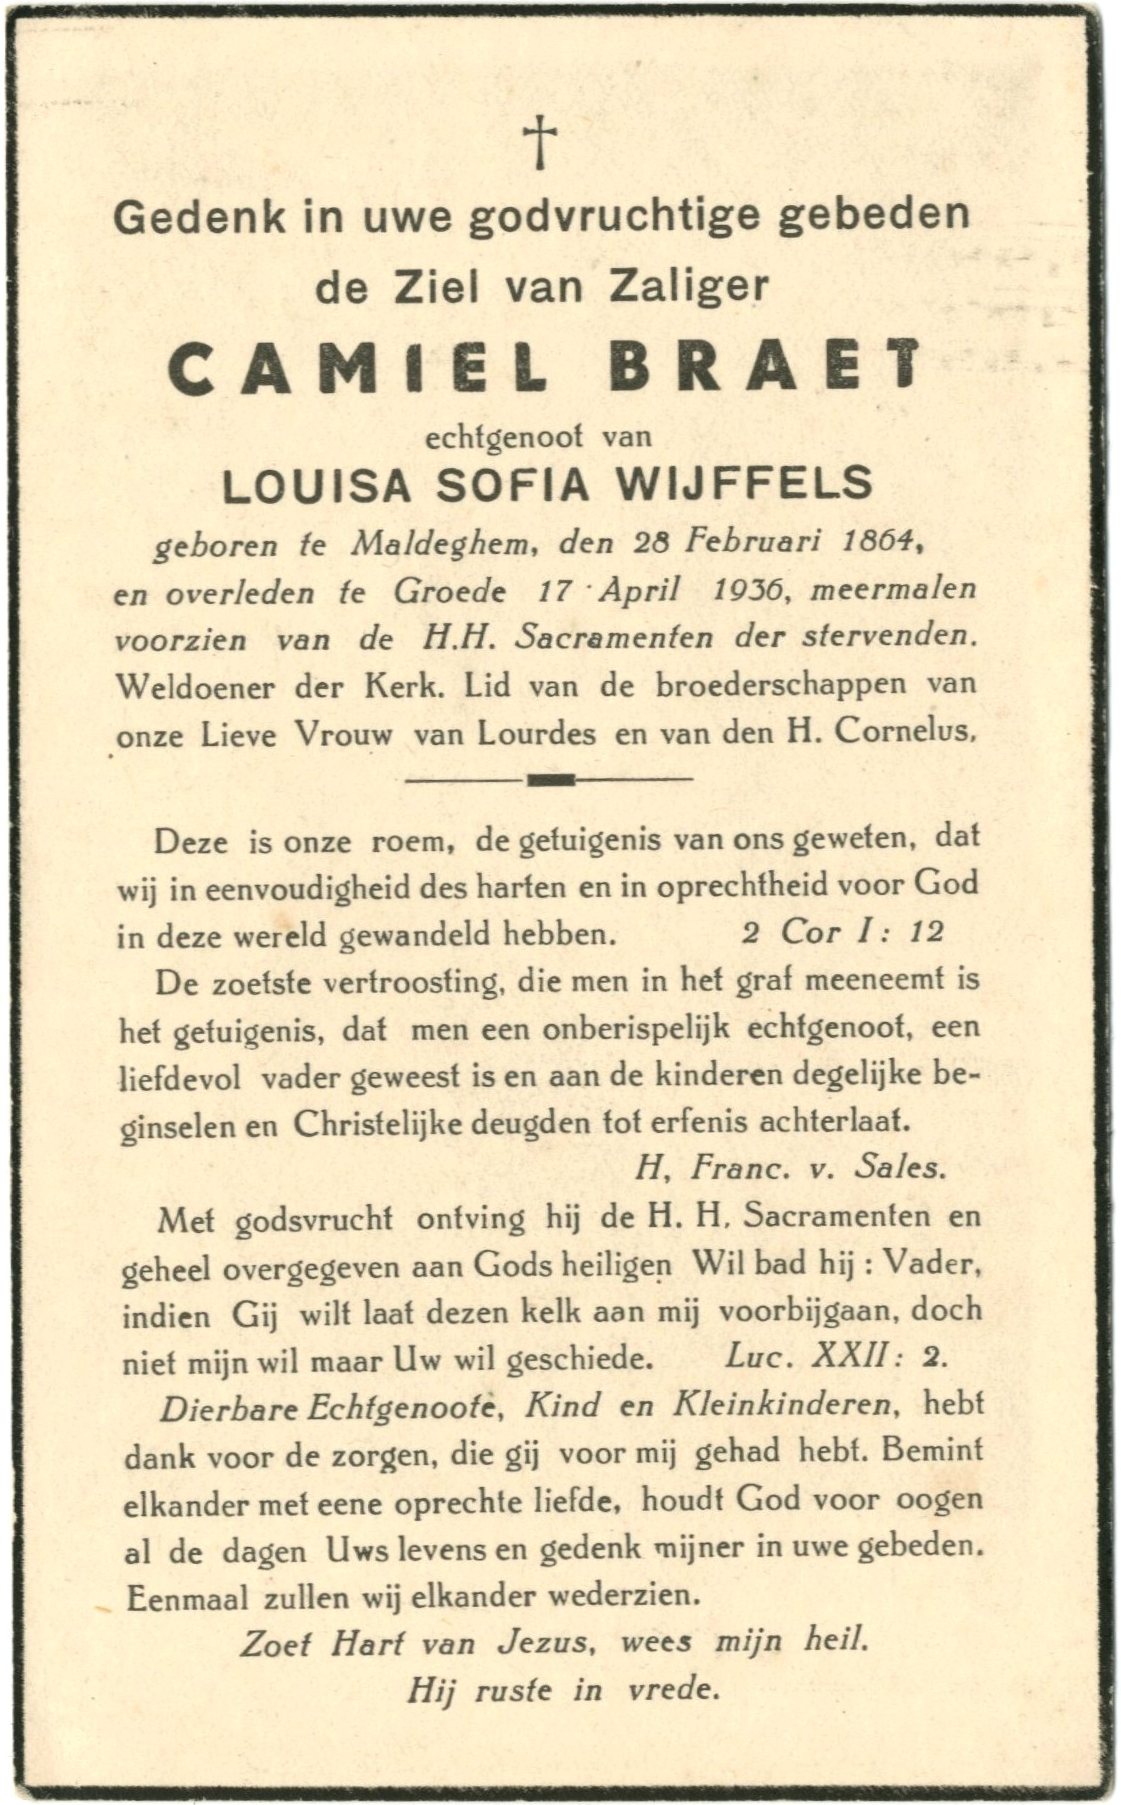 Gedenk in uwe godvruchtige gebeden
de Ziel van Zaliger
CAMIEL BRAET
echtgenoot van
LOUISA SOFIA WIJFFELS
geboren te Maldeghem, den 28 Februari 1864,
en overleden te Groede 17 April 1936, meermalen
voorzien van de H.H. Sacramenten der stervenden.
Weldoener der Kerk. Lid van de broederschappen van
onze Lieve Vrouw van Lourdes en van den H. Cornelus.
Deze is onze roem, de getuigenis van ons geweten, dat
wij in eenvoudigheid des harten en in oprechtheid voor God
in deze wereld gewandeld hebben. 2 Cor I: 12
De zoetste vertroosting, die men in het graf meeneemt is
het getuigenis, dat men een onberispelijk echtgenoot, een
liefdevol vader geweest is en aan de kinderen degelijke be-
ginselen en Christelijke deugden tot erfenis achterlaat.
H, Franc. v. Sales.
Met godsvrucht ontving hij de H. H. Sacramenten en
geheel overgegeven aan Gods heiligen Wil bad hij : Vader,
indien Gij wilt laat dezen kelk aan mij voorbijgaan, doch
niet mijn wil maar Uw wil geschiede. Luc. XXII: 2.
Dierbare Echtgenoote, Kind en Kleinkinderen, hebt
dank voor de zorgen, die gij voor mij gehad hebt. Bemint
elkander met eene oprechte liefde, houdt God voor oogen
al de dagen Uws levens en gedenk mijner in uwe gebeden.
Eenmaal zullen wij elkander wederzien.
Zoet Hart van Jezus, wees mijn heil.
Hij ruste in vrede.